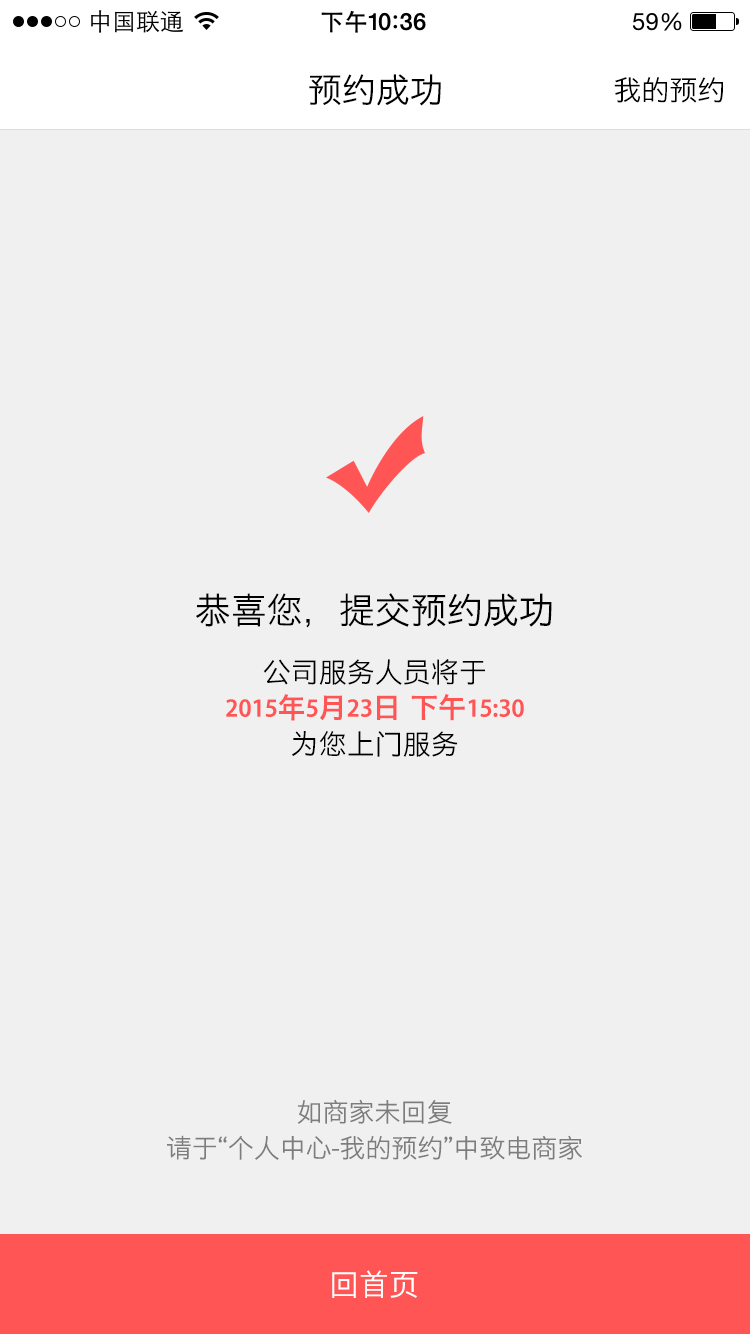 中国联通
下午10:36
59%
预约成功
我的预约
恭喜您，提交预约成功
公司服务人员将于
2015年5月23日 下午15:30
为您上门服务
如商家未回复
请于“个人中心-我的预约”中致电商家
回首页